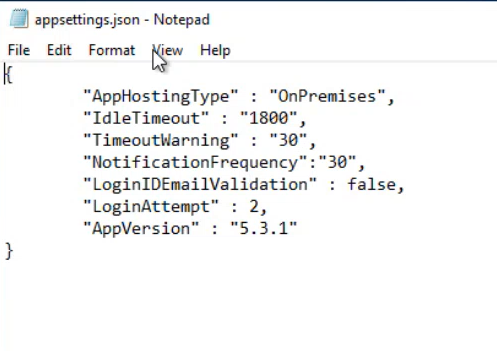 appsettings.json - Notepad
File Edit Format View Help
{
"AppHostingType" : "OnPremises",
"IdleTimeout" : "1800",
"TimeoutWarning" : "30",
"NotificationFrequency":"30",
"LoginIDEmailValidation" : false,
"LoginAttempt" : 2,
"AppVersion" : "5.3.1"
}